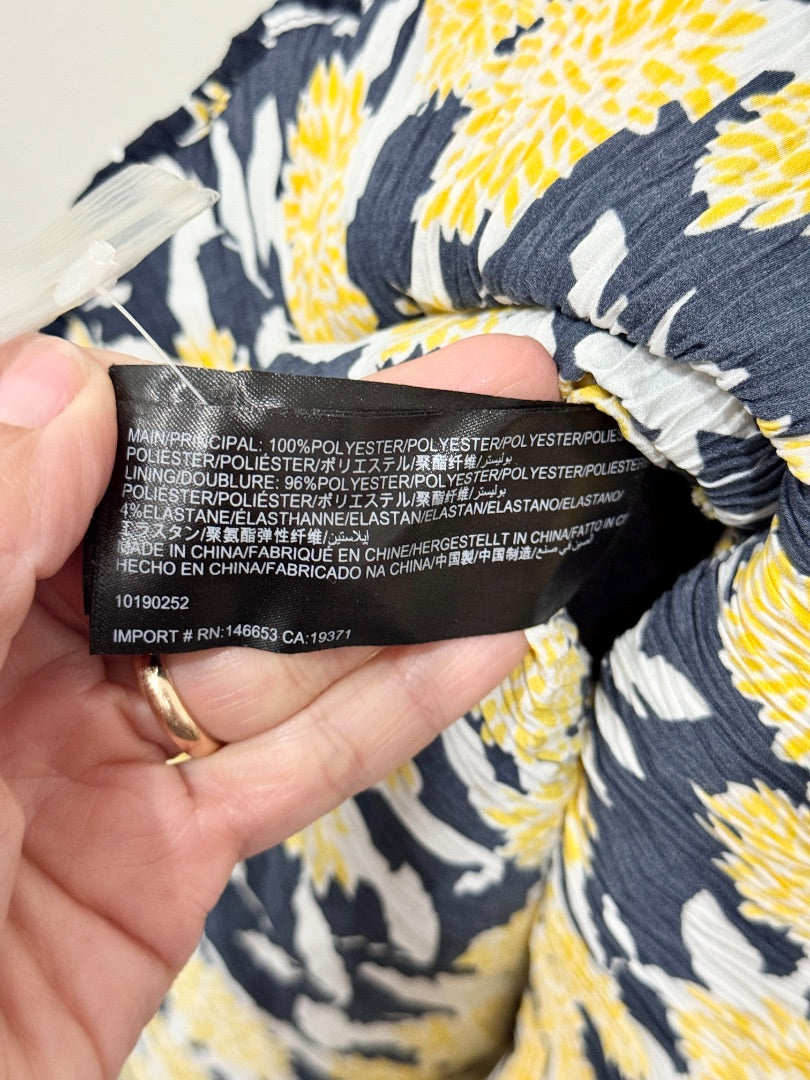 MAIN/PRINCIPAL: 100%POLYESTER/POLYESTER/POLYESTER/POLIES
POLIESTER/POLIÉSTER/ポリエステル/聚酯纤维/بوليستر
LINING/DOUBLURE: 96%POLYESTER/POLYESTER/POLYESTER/POLIESTER
POLIÉSTER/POLIÉSTER/ポリエステル/聚酯纤维/بوليستر
4%ELASTANE/ÉLASTHANNE/ELASTAN/ELASTAN/ELASTANO/ELASTANO/
エラスタン/聚氨酯弹性纤维/إيلاستين
MADE IN CHINA/FABRIQUÉ EN CHINE/HERGESTELLT IN CHINA/FATTO IN CI
HECHO EN CHINA/FABRICADO NA CHINA/中国製/中国制造/صنع في الصين
10190252
IMPORT # RN:146653 CA:19371